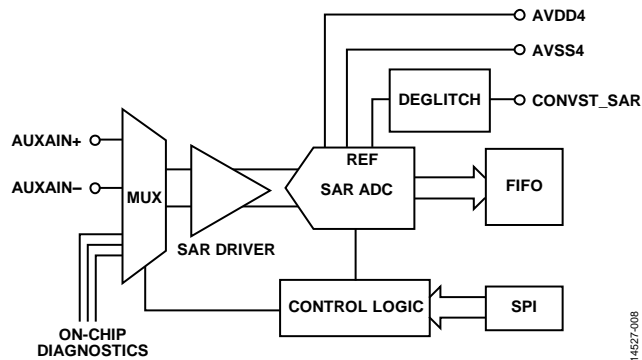 AVDD4
AVSS4
DEGLITCH
CONVST_SAR
AUXAIN+
AUXAIN−
MUX
REF
SAR ADC
FIFO
SAR DRIVER
CONTROL LOGIC
SPI
ON-CHIP
DIAGNOSTICS
14527-008